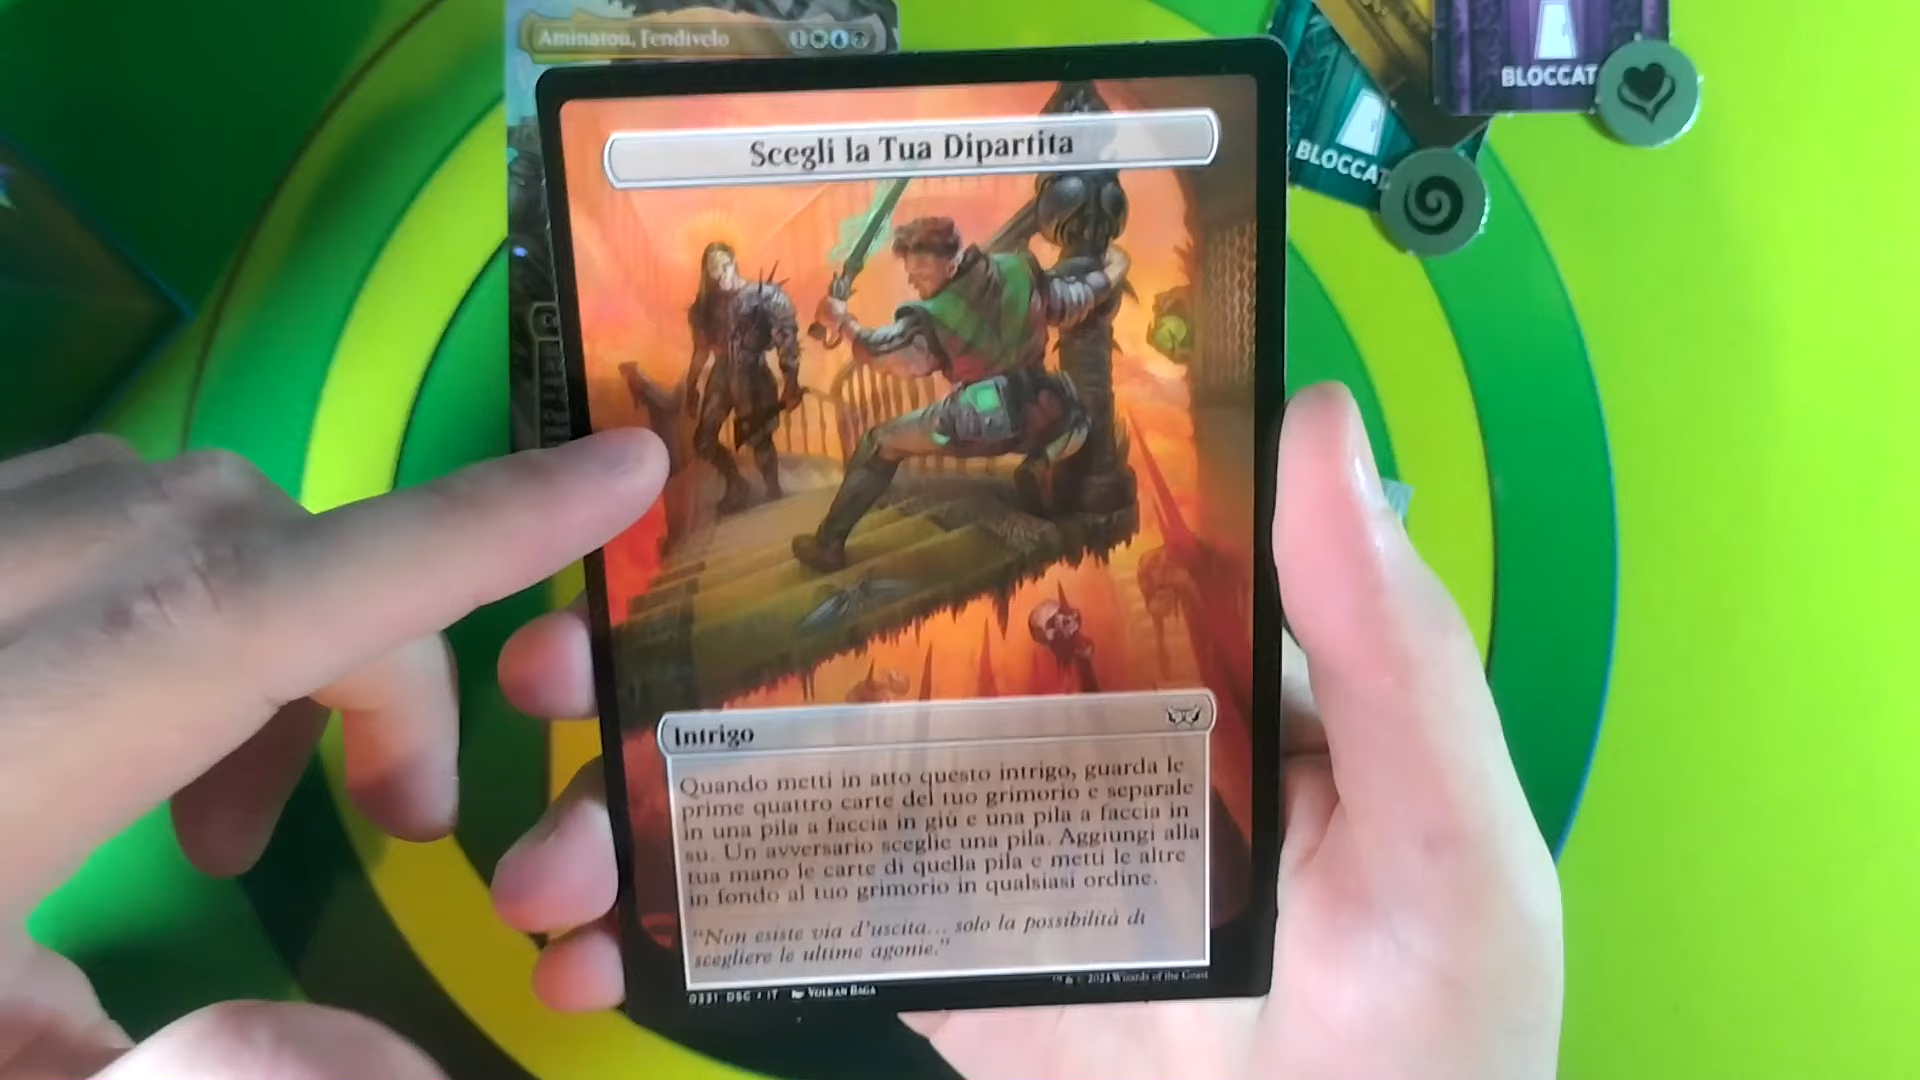 Aminatou, Fendivelo
BLOCCAT
BLOCCAT
Scegli la Tua Dipartita
Intrigo
Quando metti in atto questo intrigo, guarda le
prime quattro carte del tuo grimorio e separale
in una pila a faccia in giù e una pila a faccia in
su. Un avversario sceglie una pila. Aggiungi alla
tua mano le carte di quella pila e metti le altre
in fondo al tuo grimorio in qualsiasi ordine.
“Non esiste via d’uscita... solo la possibilità di
scegliere le ultime agonie.”
0331 DSC • IT Volkan Baga
™ & © 2024 Wizards of the Coast